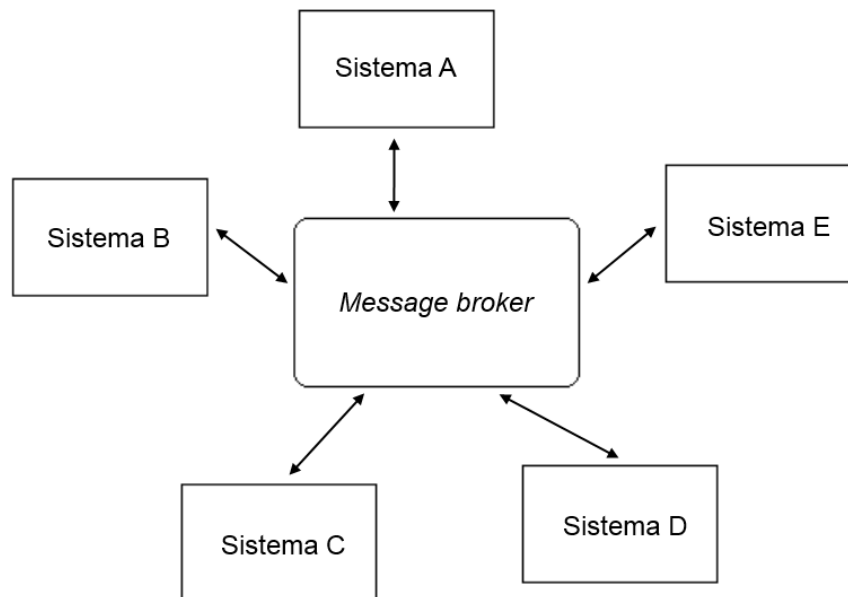 Sistema A
Sistema B
Sistema E
Message broker
Sistema C
Sistema D